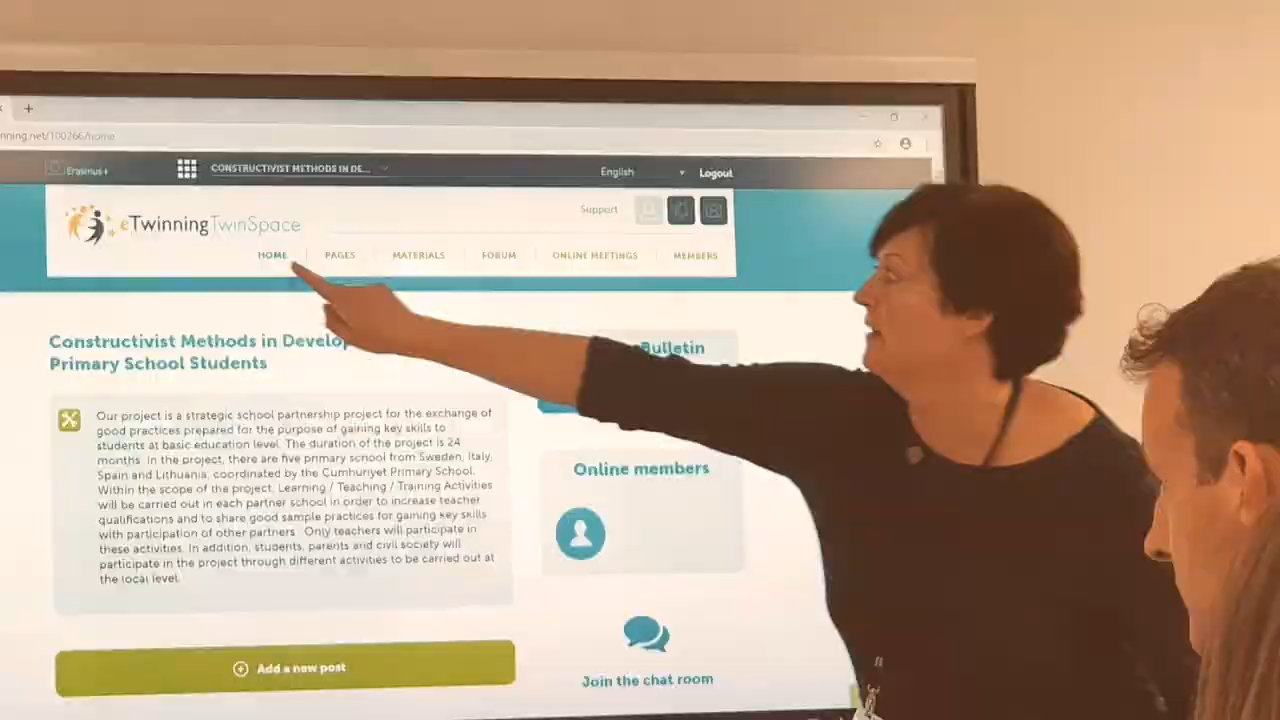 nning.net/100266/home
Erasmus+
CONSTRUCTIVIST METHODS IN DE...
English
Logout
eTwinningTwinSpace
Support
HOME
PAGES
MATERIALS
FORUM
ONLINE MEETINGS
MEMBERS
Constructivist Methods in Develop
Primary School Students
Our project is a strategic school partnership project for the exchange of
good practices prepared for the purpose of gaining key skills to
students at basic education level. The duration of the project is 24
months. In the project, there are five primary school from Sweden, Italy,
Spain and Lithuania, coordinated by the Cumhuriyet Primary School.
Within the scope of the project, Learning / Teaching / Training Activities
will be carried out in each partner school in order to increase teacher
qualifications and to share good sample practices for gaining key skills
with participation of other partners. Only teachers will participate in
these activities. In addition, students, parents and civil society will
participate in the project through different activities to be carried out at
the local level.
Add a new post
Bulletin
Online members
Join the chat room